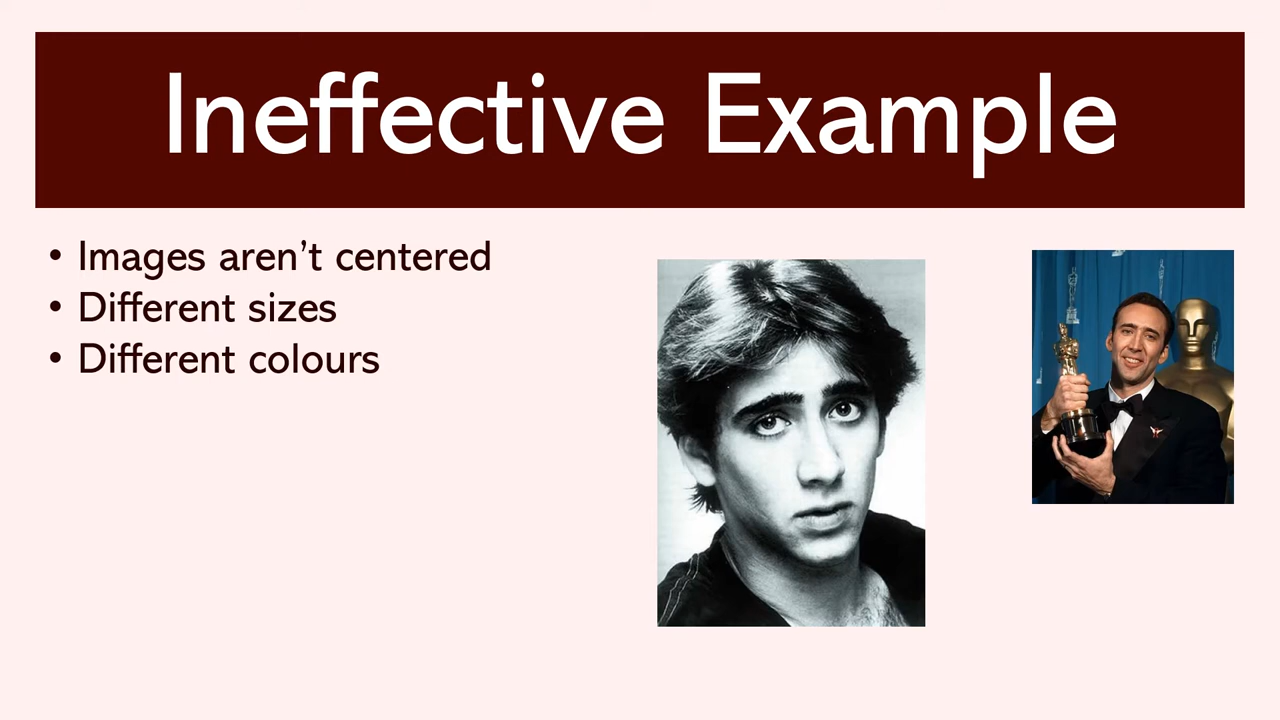 Ineffective Example
• Images aren’t centered
• Different sizes
• Different colours